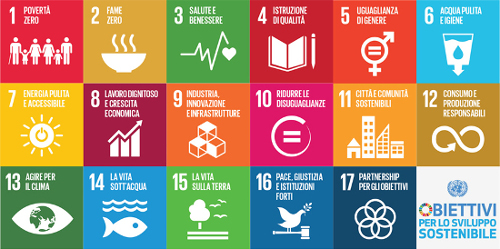 1 POVERTÀ
ZERO
2 FAME
ZERO
3 SALUTE E
BENESSERE
4 ISTRUZIONE
DI QUALITÀ
5 UGUAGLIANZA
DI GENERE
6 ACQUA PULITA
E IGIENE
7 ENERGIA PULITA
E ACCESSIBILE
8 LAVORO DIGNITOSO
E CRESCITA
ECONOMICA
9 INDUSTRIA,
INNOVAZIONE
E INFRASTRUTTURE
10 RIDURRE LE
DISUGUAGLIANZE
11 CITTÀ E COMUNITÀ
SOSTENIBILI
12 CONSUMO E
PRODUZIONE
RESPONSABILI
13 AGIRE PER
IL CLIMA
14 LA VITA
SOTT'ACQUA
15 LA VITA
SULLA TERRA
16 PACE, GIUSTIZIA
E ISTITUZIONI
FORTI
17 PARTNERSHIP
PER GLI OBIETTIVI
OBIETTIVI
PER LO SVILUPPO
SOSTENIBILE